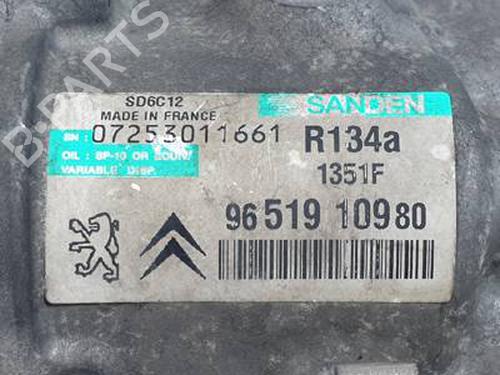 SD6C12
MADE IN FRANCE
SANDEN
SN: 07253011661
R134a
OIL : SP-10 OR EQUIV
VARIABLE DISP.
1351F
96 519 109 80
B-PARTS